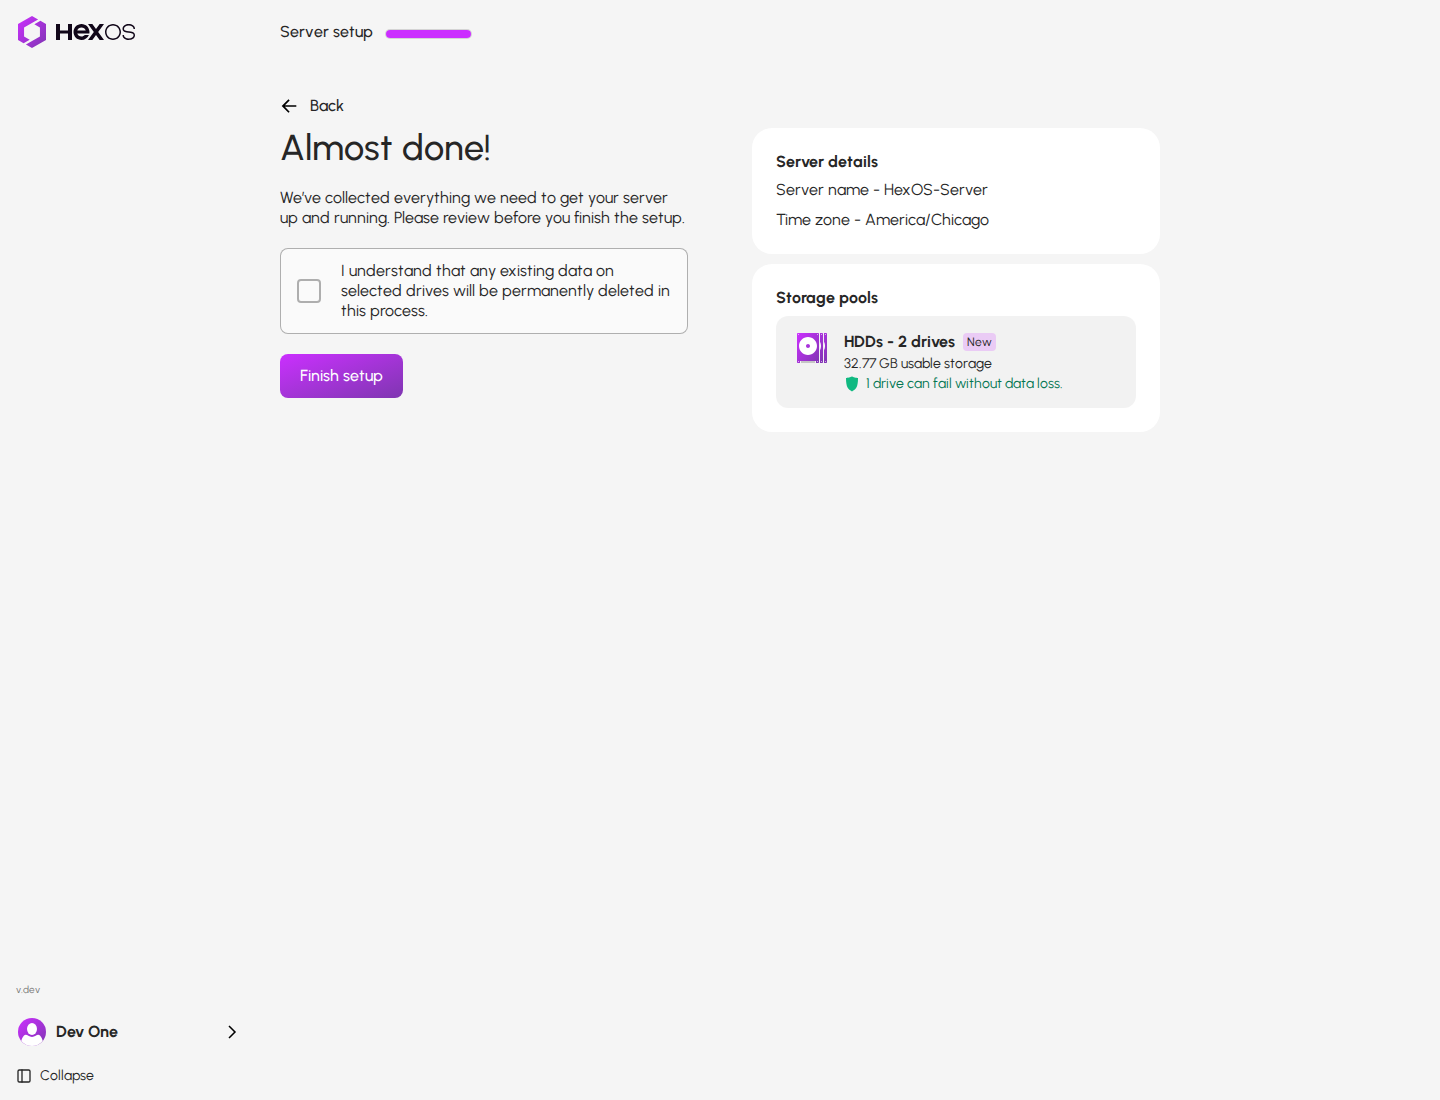 HexOS
Server setup
Back
Almost done!
We've collected everything we need to get your server
up and running. Please review before you finish the setup.
I understand that any existing data on
selected drives will be permanently deleted in
this process.
Finish setup
Server details
Server name - HexOS-Server
Time zone - America/Chicago
Storage pools
HDDs - 2 drives New
32.77 GB usable storage
1 drive can fail without data loss.
v.dev
Dev One
Collapse